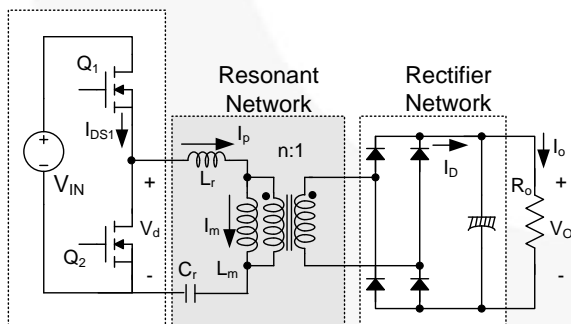 Resonant
Network
Rectifier
Network
Q1
IDS1
Ip
n:1
Lr
ID
Io
Ro
VIN
+
Vd
-
Im
Lm
Cr
Q2
+
VO
-
+
-